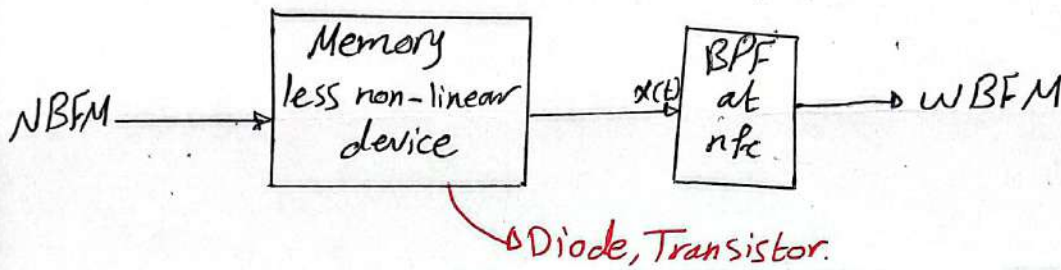 NBFM
Memory
less non-linear
device
x(t)
BPF
at
nfc
WBFM
Diode, Transistor.